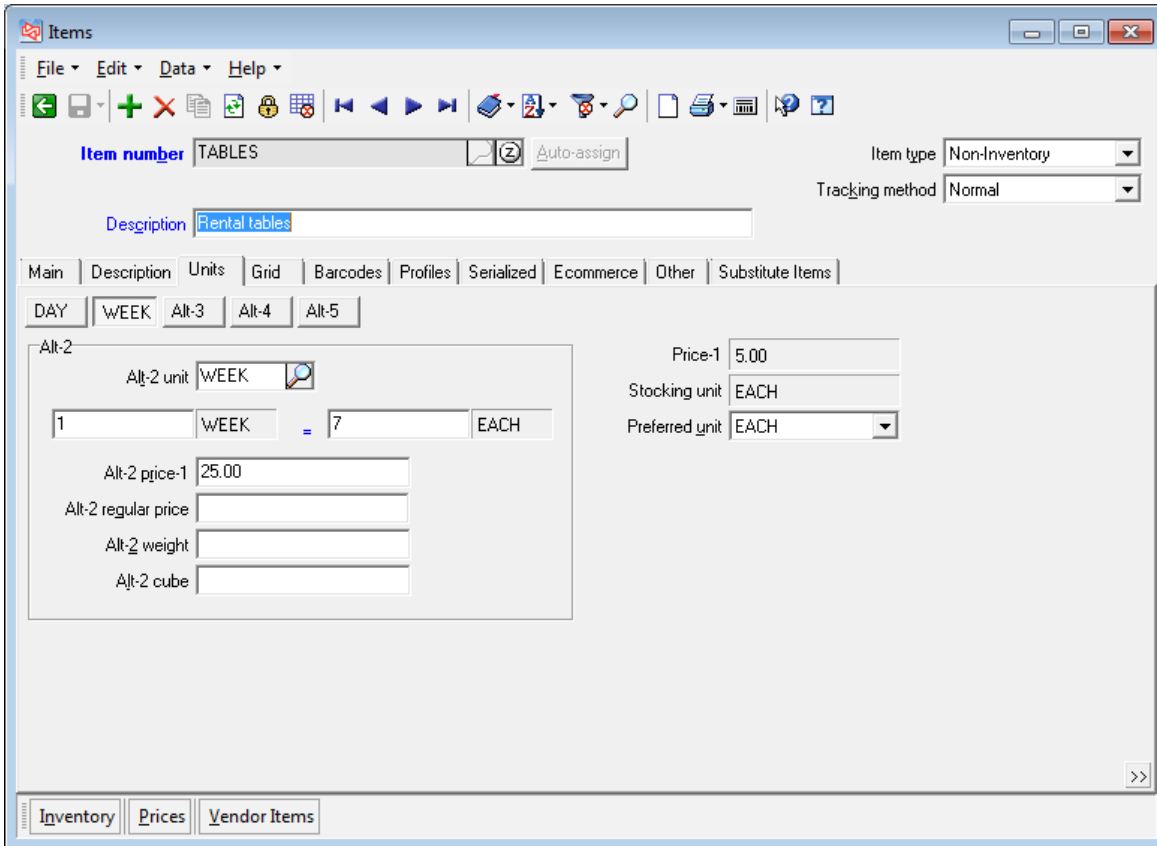 Items
File Edit Data Help
Item number TABLES Z Auto-assign Item type Non-Inventory
Tracking method Normal
Description Rental tables
Main Description Units Grid Barcodes Profiles Serialized Ecommerce Other Substitute Items
DAY WEEK Alt-3 Alt-4 Alt-5
Alt-2
Alt-2 unit WEEK
1 WEEK = 7 EACH
Alt-2 price-1 25.00
Alt-2 regular price
Alt-2 weight
Alt-2 cube
Price-1 5.00
Stocking unit EACH
Preferred unit EACH
>>
Inventory Prices Vendor Items